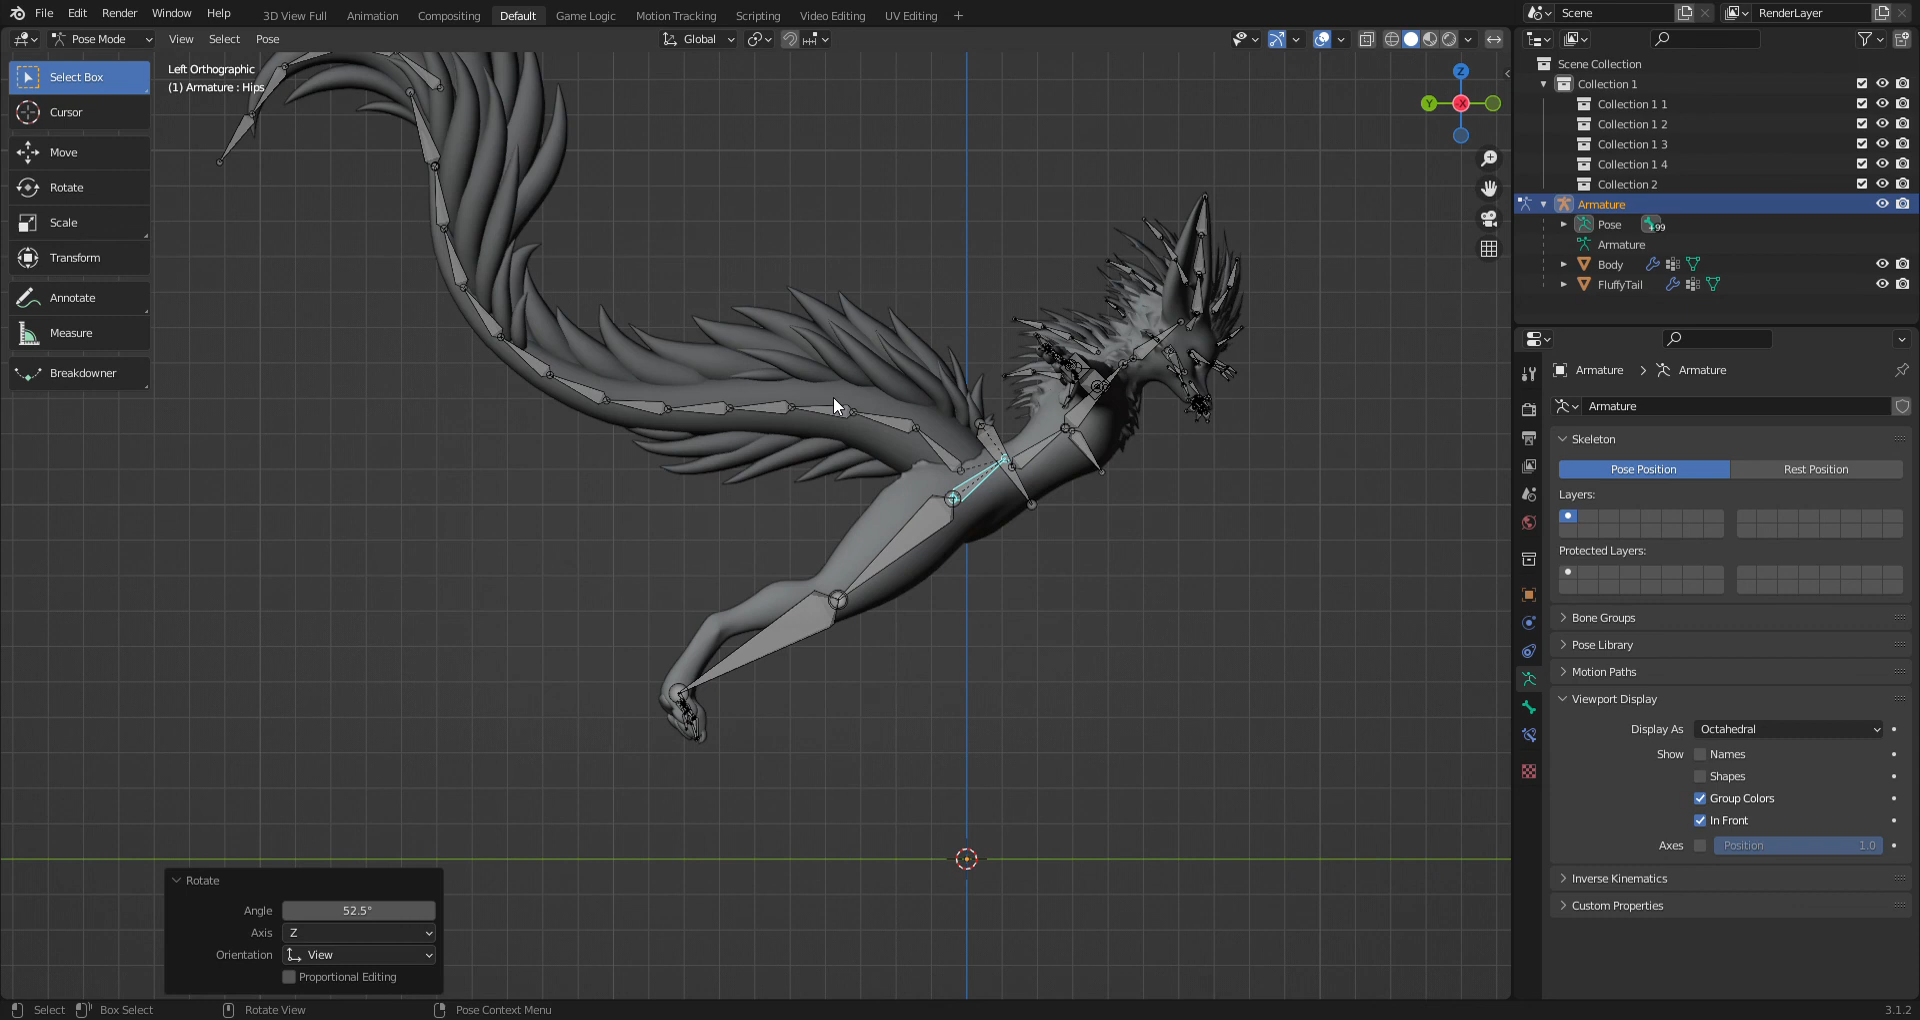 File Edit Render Window Help
3D View Full Animation Compositing Default Game Logic Motion Tracking Scripting Video Editing UV Editing +
Scene
RenderLayer
Pose Mode View Select Pose
Global
Select Box
Cursor
Move
Rotate
Scale
Transform
Annotate
Measure
Breakdowner
Left Orthographic
(1) Armature : Hips
Z
Y
-X
Scene Collection
Collection 1
Collection 1 1
Collection 1 2
Collection 1 3
Collection 1 4
Collection 2
Armature
Pose +99
Armature
Body
FluffyTail
Armature > Armature
Armature
Skeleton
Pose Position Rest Position
Layers:
Protected Layers:
Bone Groups
Pose Library
Motion Paths
Viewport Display
Display As Octahedral
Show Names
Shapes
Group Colors
In Front
Axes Position 1.0
Inverse Kinematics
Custom Properties
Rotate
Angle 52.5°
Axis Z
Orientation View
Proportional Editing
Select Box Select Rotate View Pose Context Menu 3.1.2